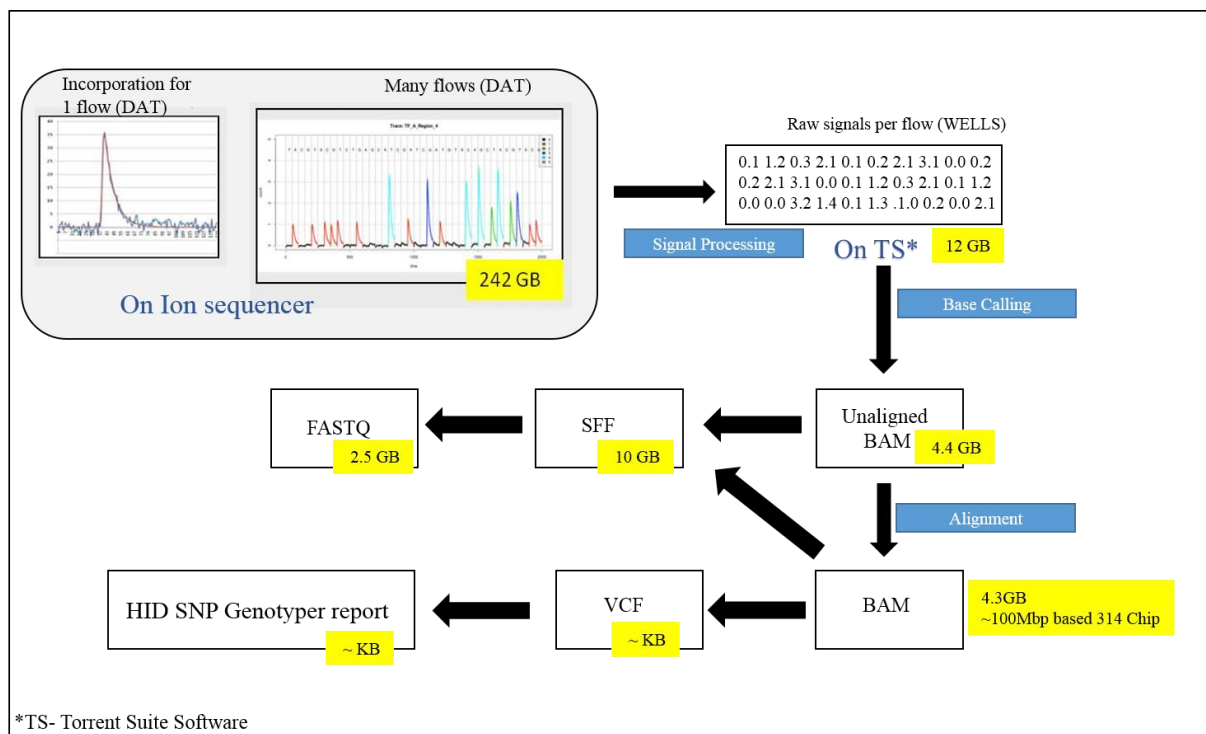 Incorporation for
1 flow (DAT)
Many flows (DAT)
Trace: TF_A_Region_4
On Ion sequencer
242 GB
Raw signals per flow (WELLS)
0.1 1.2 0.3 2.1 0.1 0.2 2.1 3.1 0.0 0.2
0.2 2.1 3.1 0.0 0.1 1.2 0.3 2.1 0.1 1.2
0.0 0.0 3.2 1.4 0.1 1.3 .1.0 0.2 0.0 2.1
Signal Processing
On TS*
12 GB
Base Calling
FASTQ
2.5 GB
SFF
10 GB
Unaligned
BAM
4.4 GB
Alignment
HID SNP Genotyper report
~ KB
VCF
~ KB
BAM
4.3GB
~100Mbp based 314 Chip
*TS- Torrent Suite Software